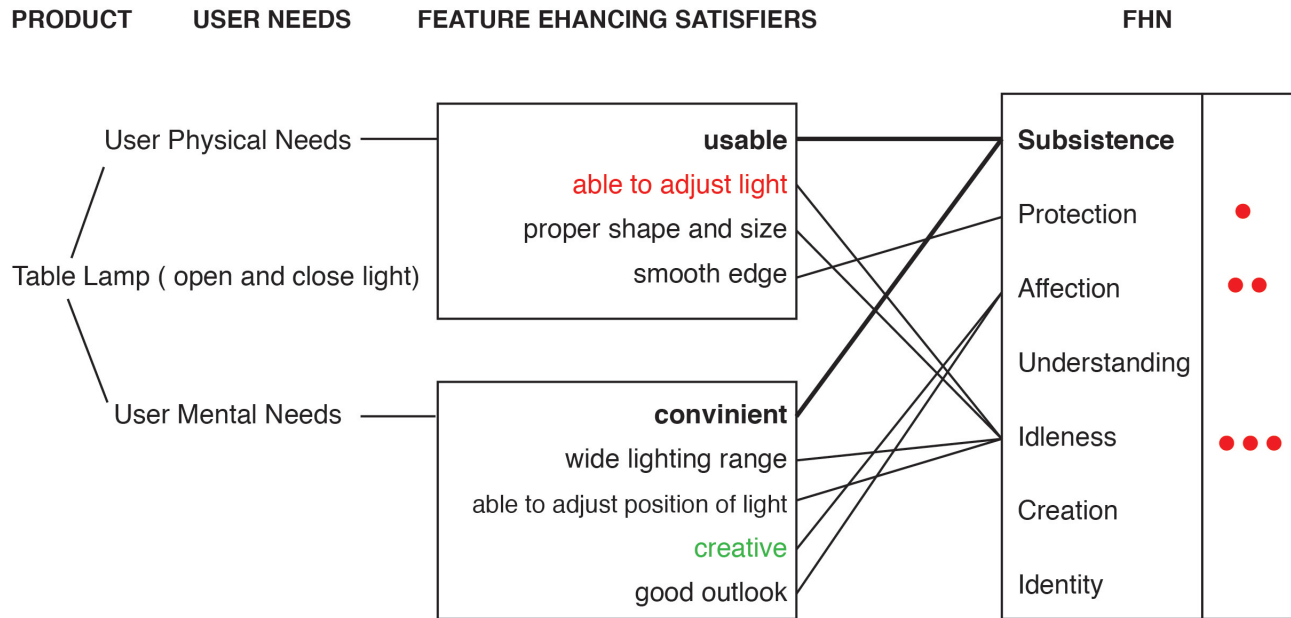 PRODUCT USER NEEDS FEATURE EHANCING SATISFIERS FHN
User Physical Needs
Table Lamp ( open and close light)
User Mental Needs
usable
able to adjust light
proper shape and size
smooth edge
convinient
wide lighting range
able to adjust position of light
creative
good outlook
Subsistence
Protection
Affection
Understanding
Idleness
Creation
Identity